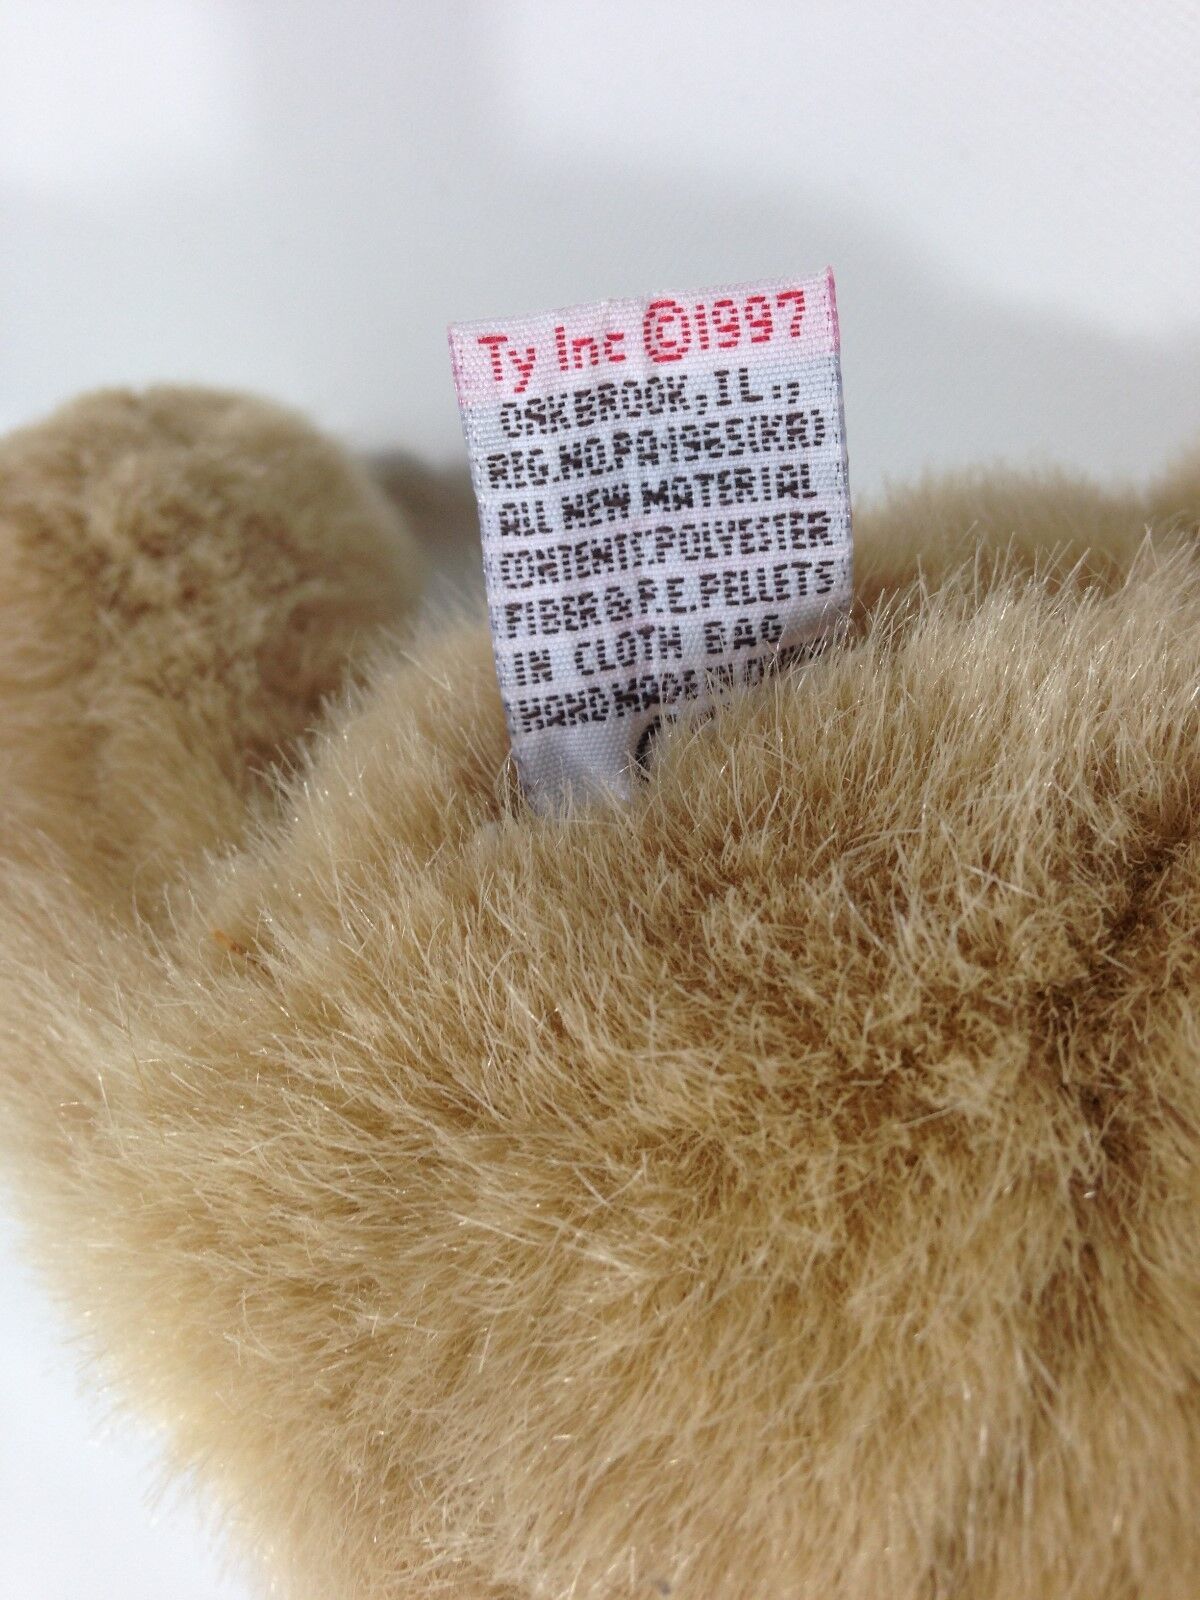 Ty Inc ©1997
OSKBROOK, IL.,
REG.NO.PA·1965(KR)
ALL NEW MATERIAL
CONTENTS:POLYESTER
FIBER & P.E.PELLETS
IN CLOTH BAG
HAND MADE IN